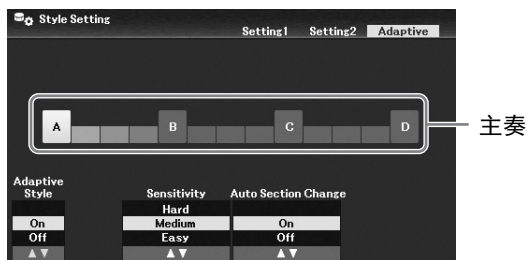 Style Setting
Setting1 Setting2 Adaptive
A B C D
主奏
Adaptive
Style
Sensitivity Auto Section Change
Hard
On Medium On
Off Easy Off